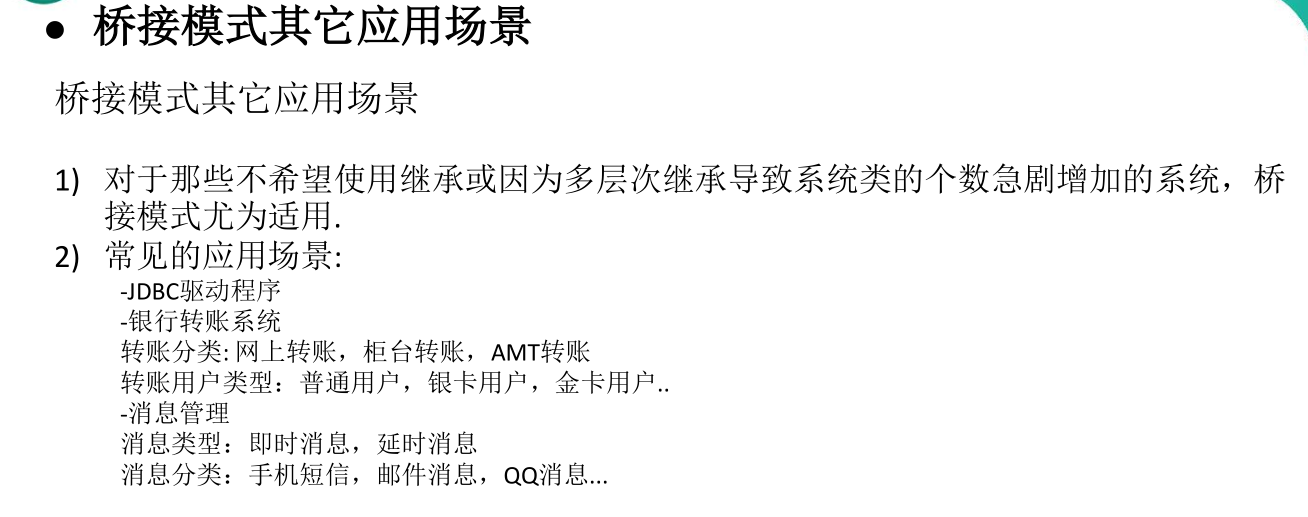 ● 桥接模式其它应用场景
桥接模式其它应用场景
1) 对于那些不希望使用继承或因为多层次继承导致系统类的个数急剧增加的系统，桥
接模式尤为适用.
2) 常见的应用场景:
-JDBC驱动程序
-银行转账系统
转账分类: 网上转账，柜台转账，AMT转账
转账用户类型：普通用户，银卡用户，金卡用户..
-消息管理
消息类型：即时消息，延时消息
消息分类：手机短信，邮件消息，QQ消息...